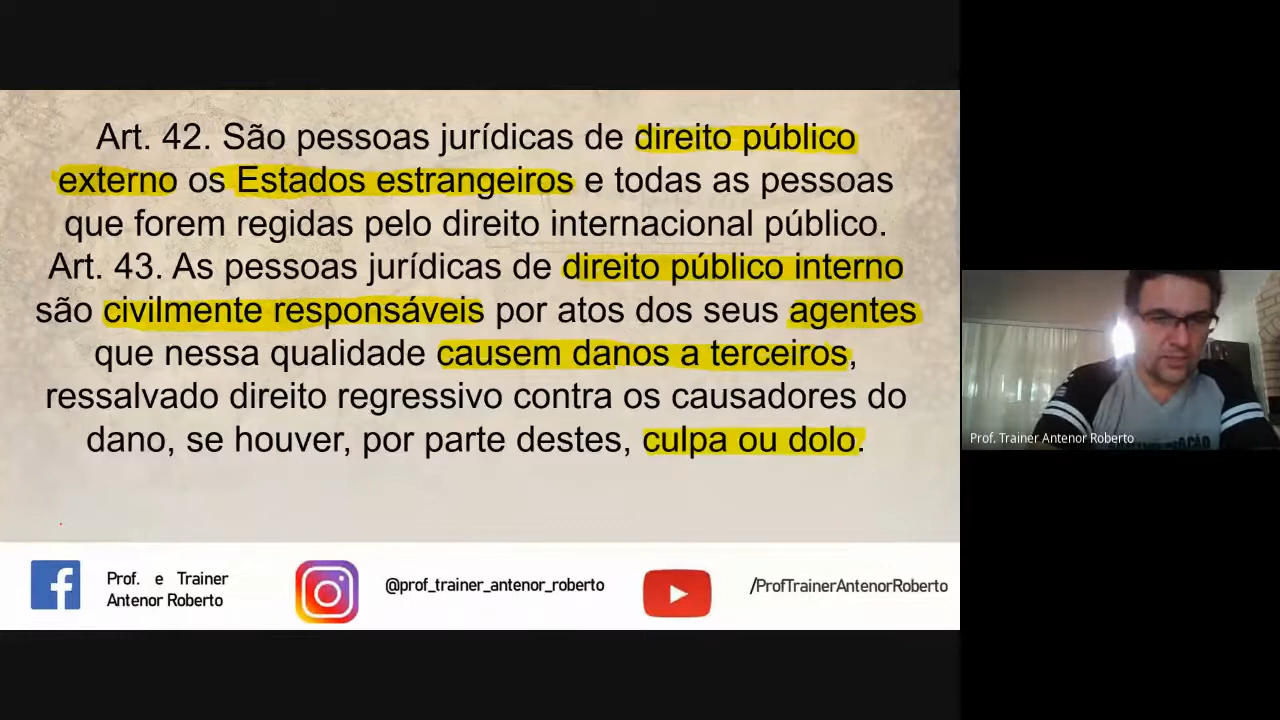 Art. 42. São pessoas jurídicas de direito público
externo os Estados estrangeiros e todas as pessoas
que forem regidas pelo direito internacional público.
Art. 43. As pessoas jurídicas de direito público interno
são civilmente responsáveis por atos dos seus agentes
que nessa qualidade causem danos a terceiros,
ressalvado direito regressivo contra os causadores do
dano, se houver, por parte destes, culpa ou dolo.
Prof. e Trainer
Antenor Roberto
@prof_trainer_antenor_roberto
/ProfTrainerAntenorRoberto
Prof. Trainer Antenor Roberto